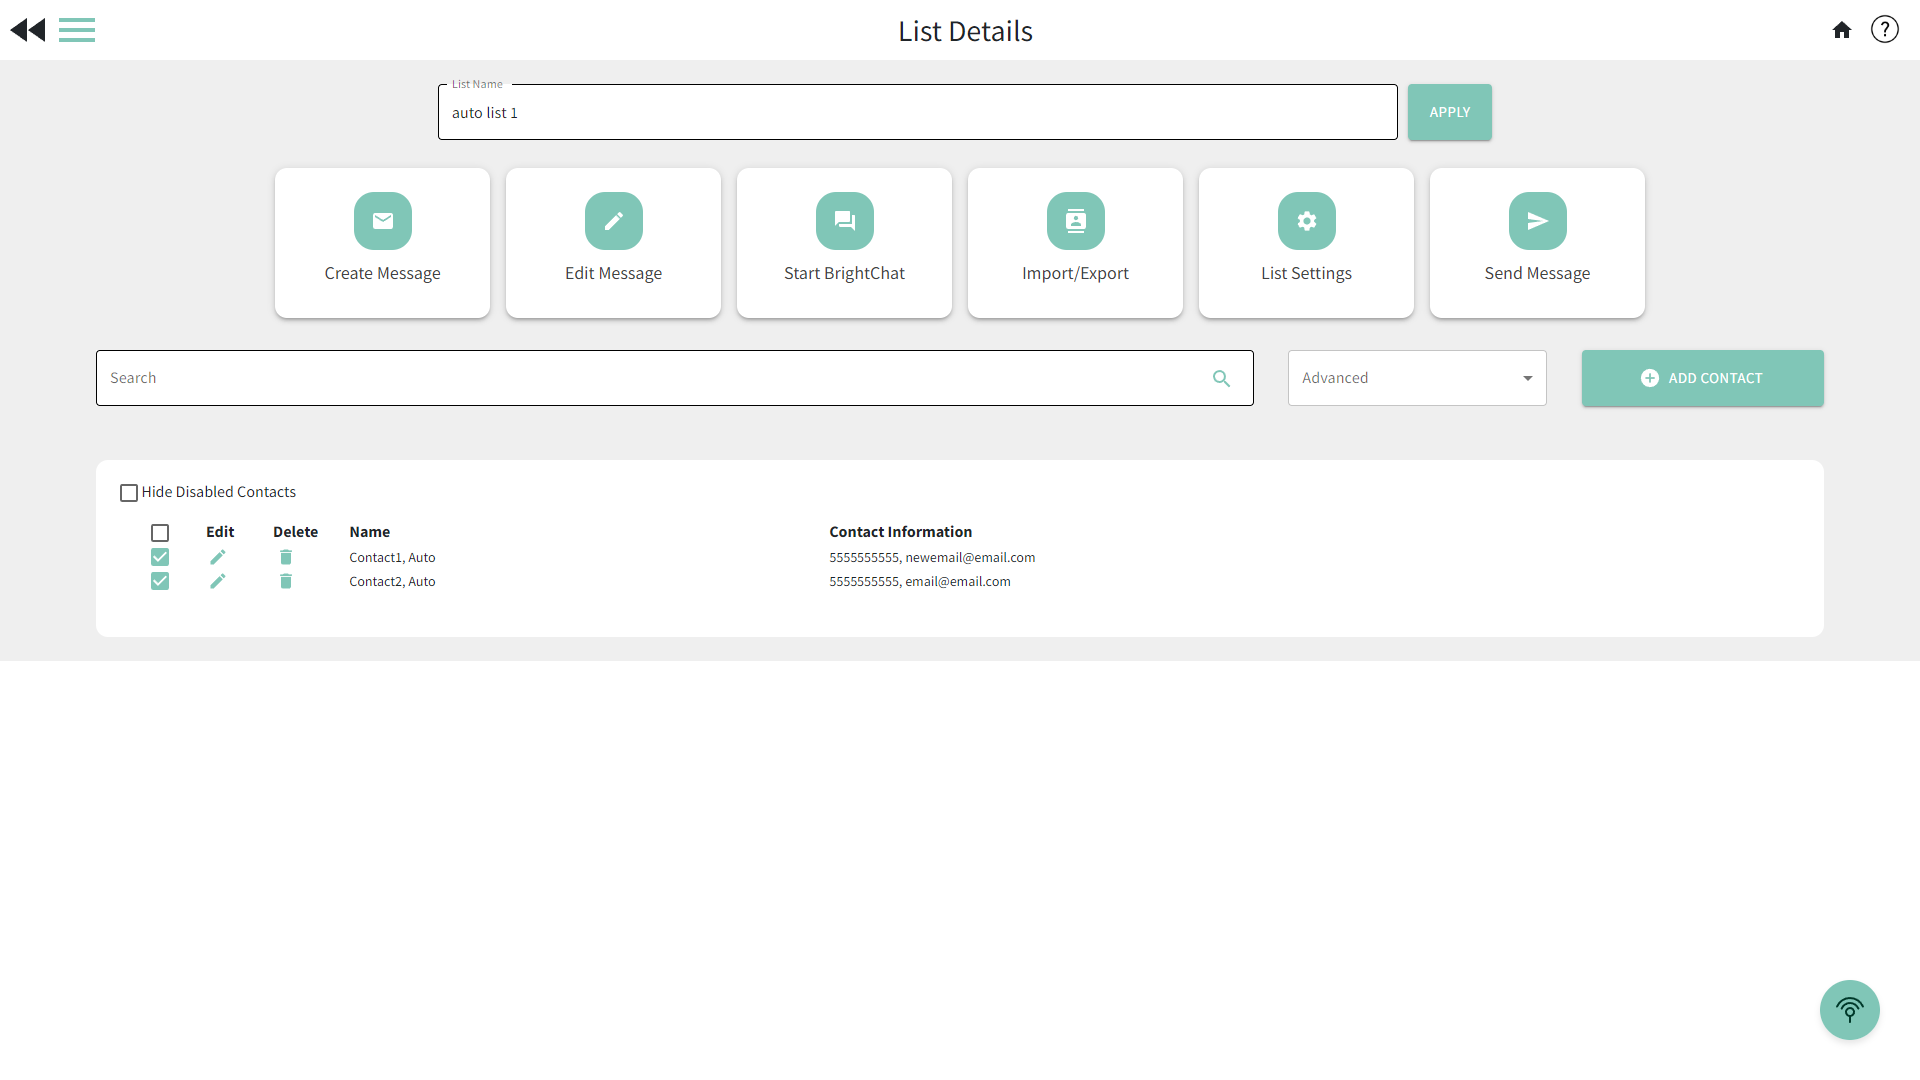 List Details
?
List Name
auto list 1
APPLY
Create Message
Edit Message
Start BrightChat
Import/Export
List Settings
Send Message
Search
Advanced
ADD CONTACT
Hide Disabled Contacts
Edit Delete Name Contact Information
Contact1, Auto 5555555555, newemail@email.com
Contact2, Auto 5555555555, email@email.com